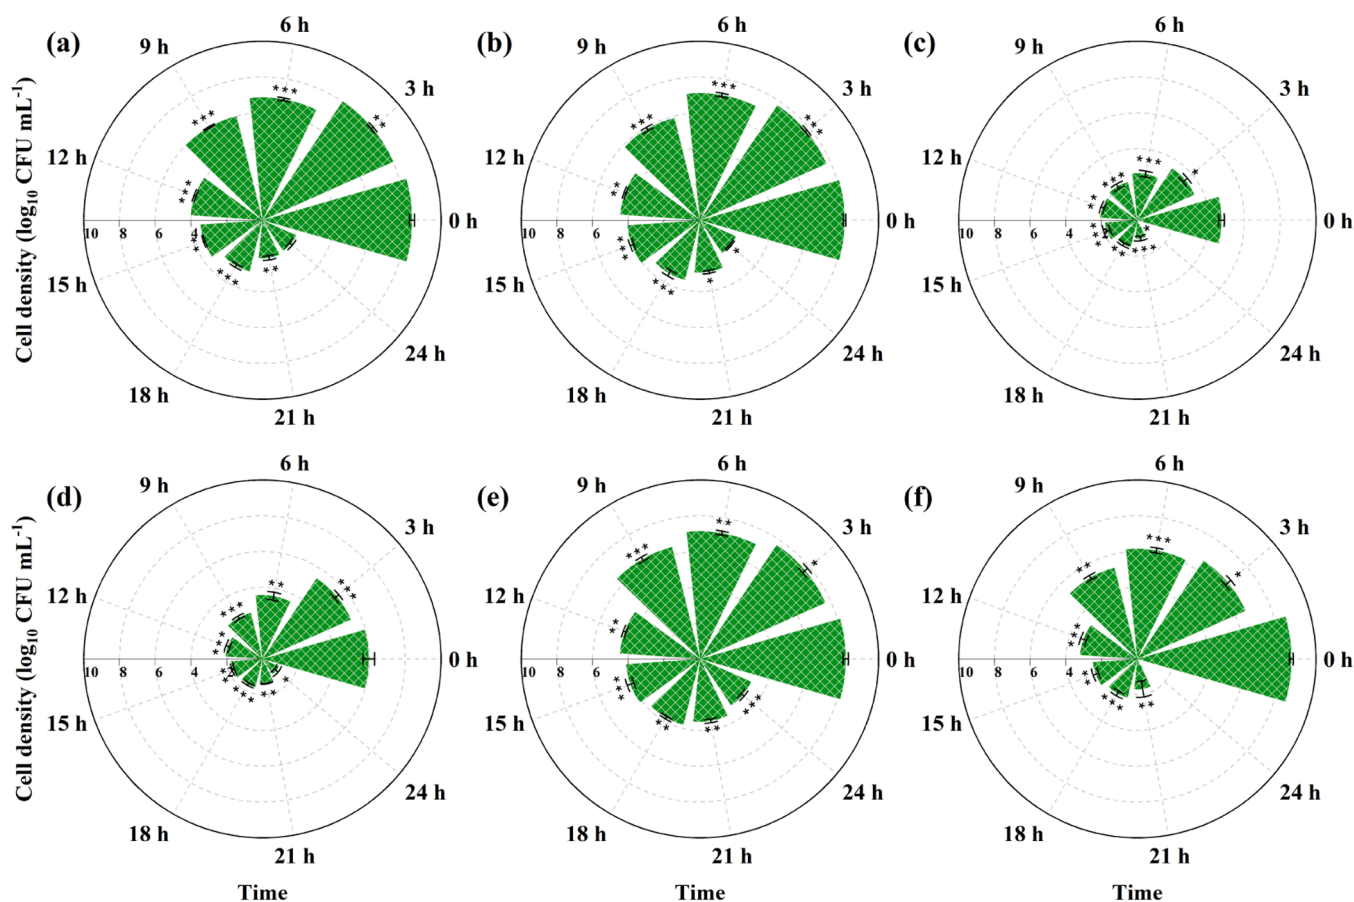 (a) 6 h (b) 6 h (c) 6 h
9 h 9 h 9 h
3 h 3 h 3 h
12 h 12 h 12 h
Cell density (log₁₀ CFU mL⁻¹)
*** *** ***
** *** *
*** *** ***
** ** **
0 h 0 h 0 h
10 8 6 4 10 8 6 10 8 6 4
15 h 15 h 15 h
24 h 24 h 24 h
18 h 18 h 18 h
21 h 21 h 21 h
(d) 6 h (e) 6 h (f) 6 h
9 h 9 h 9 h
3 h 3 h 3 h
12 h 12 h 12 h
Cell density (log₁₀ CFU mL⁻¹)
** ** ***
*** * *
*** *** **
0 h 0 h 0 h
10 8 6 4 10 8 6 10 8 6 4
15 h 15 h 15 h
24 h 24 h 24 h
18 h 18 h 18 h
21 h 21 h 21 h
Time Time Time